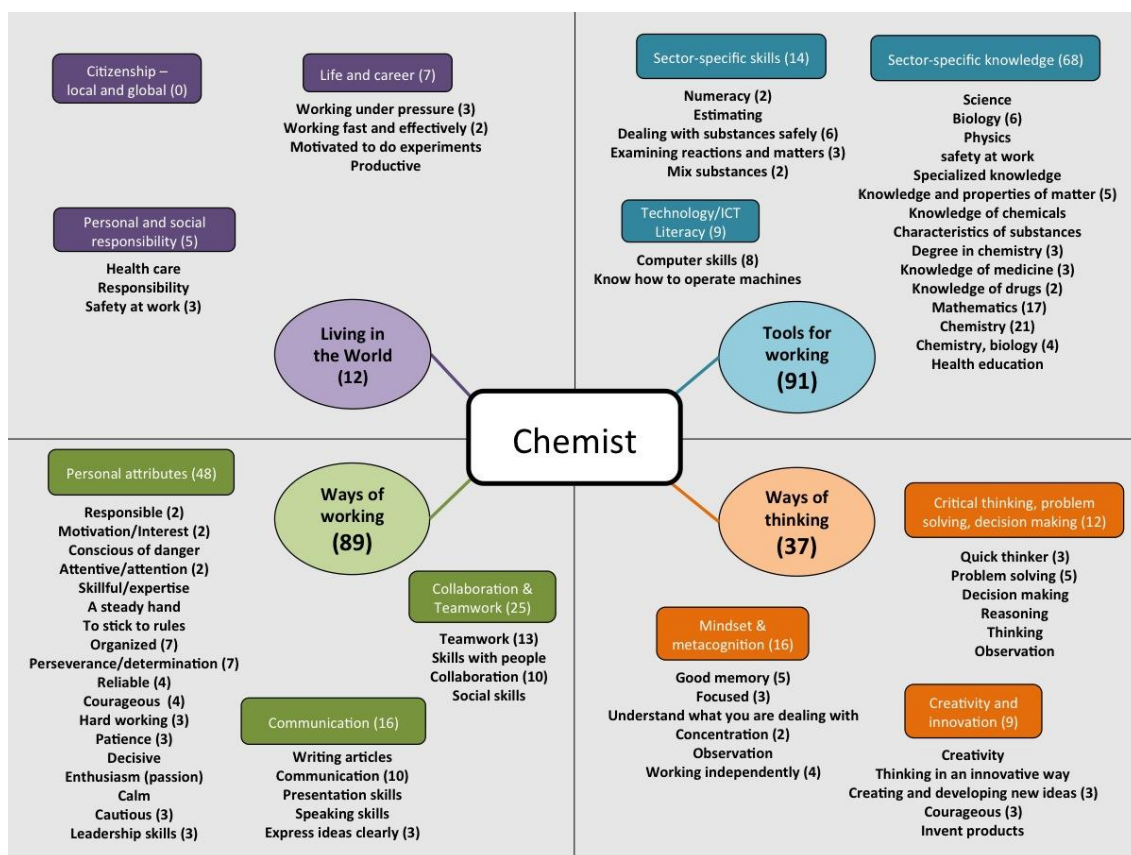 Citizenship –
local and global (0)
Life and career (7)
Working under pressure (3)
Working fast and effectively (2)
Motivated to do experiments
Productive
Personal and social
responsibility (5)
Health care
Responsibility
Safety at work (3)
Living in
the World
(12)
Sector-specific skills (14)
Numeracy (2)
Estimating
Dealing with substances safely (6)
Examining reactions and matters (3)
Mix substances (2)
Technology/ICT
Literacy (9)
Computer skills (8)
Know how to operate machines
Sector-specific knowledge (68)
Science
Biology (6)
Physics
safety at work
Specialized knowledge
Knowledge and properties of matter (5)
Knowledge of chemicals
Characteristics of substances
Degree in chemistry (3)
Knowledge of medicine (3)
Knowledge of drugs (2)
Mathematics (17)
Chemistry (21)
Chemistry, biology (4)
Health education
Tools for
working
(91)
Chemist
Personal attributes (48)
Responsible (2)
Motivation/Interest (2)
Conscious of danger
Attentive/attention (2)
Skillful/expertise
A steady hand
To stick to rules
Organized (7)
Perseverance/determination (7)
Reliable (4)
Courageous (4)
Hard working (3)
Patience (3)
Decisive
Enthusiasm (passion)
Calm
Cautious (3)
Leadership skills (3)
Ways of
working
(89)
Collaboration &
Teamwork (25)
Teamwork (13)
Skills with people
Collaboration (10)
Social skills
Communication (16)
Writing articles
Communication (10)
Presentation skills
Speaking skills
Express ideas clearly (3)
Ways of
thinking
(37)
Critical thinking, problem
solving, decision making (12)
Quick thinker (3)
Problem solving (5)
Decision making
Reasoning
Thinking
Observation
Mindset &
metacognition (16)
Good memory (5)
Focused (3)
Understand what you are dealing with
Concentration (2)
Observation
Working independently (4)
Creativity and
innovation (9)
Creativity
Thinking in an innovative way
Creating and developing new ideas (3)
Courageous (3)
Invent products